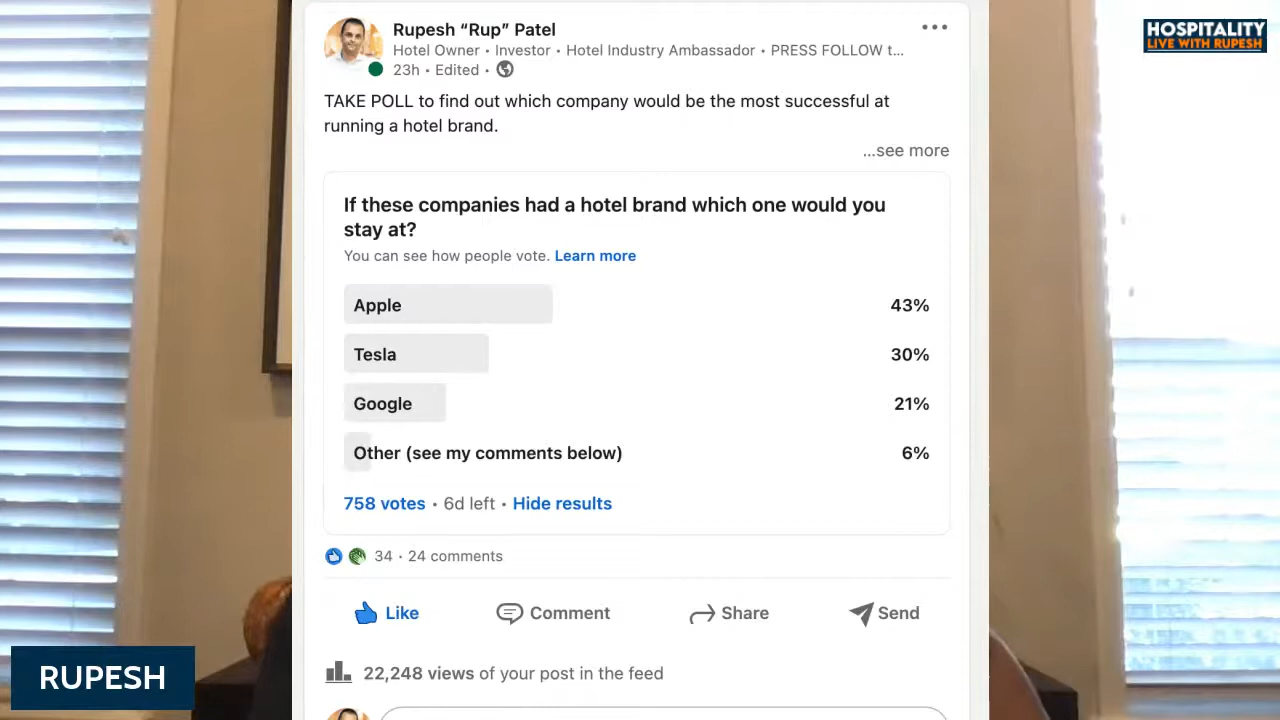 Rupesh “Rup” Patel
Hotel Owner • Investor • Hotel Industry Ambassador • PRESS FOLLOW t...
23h • Edited •
HOSPITALITY
LIVE WITH RUPESH
TAKE POLL to find out which company would be the most successful at
running a hotel brand.
...see more
If these companies had a hotel brand which one would you
stay at?
You can see how people vote. Learn more
Apple 43%
Tesla 30%
Google 21%
Other (see my comments below) 6%
758 votes • 6d left • Hide results
34 • 24 comments
Like Comment Share Send
22,248 views of your post in the feed
RUPESH